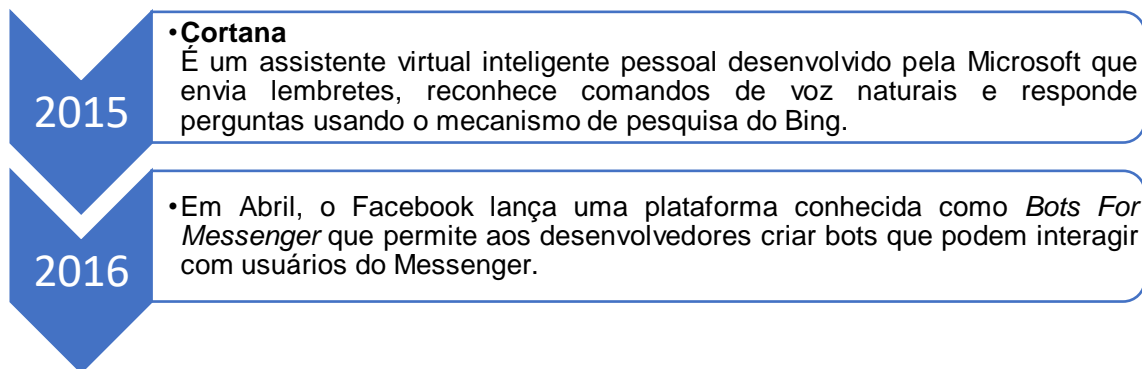 2015
•Cortana
É um assistente virtual inteligente pessoal desenvolvido pela Microsoft que
envia lembretes, reconhece comandos de voz naturais e responde
perguntas usando o mecanismo de pesquisa do Bing.
2016
•Em Abril, o Facebook lança uma plataforma conhecida como Bots For
Messenger que permite aos desenvolvedores criar bots que podem interagir
com usuários do Messenger.